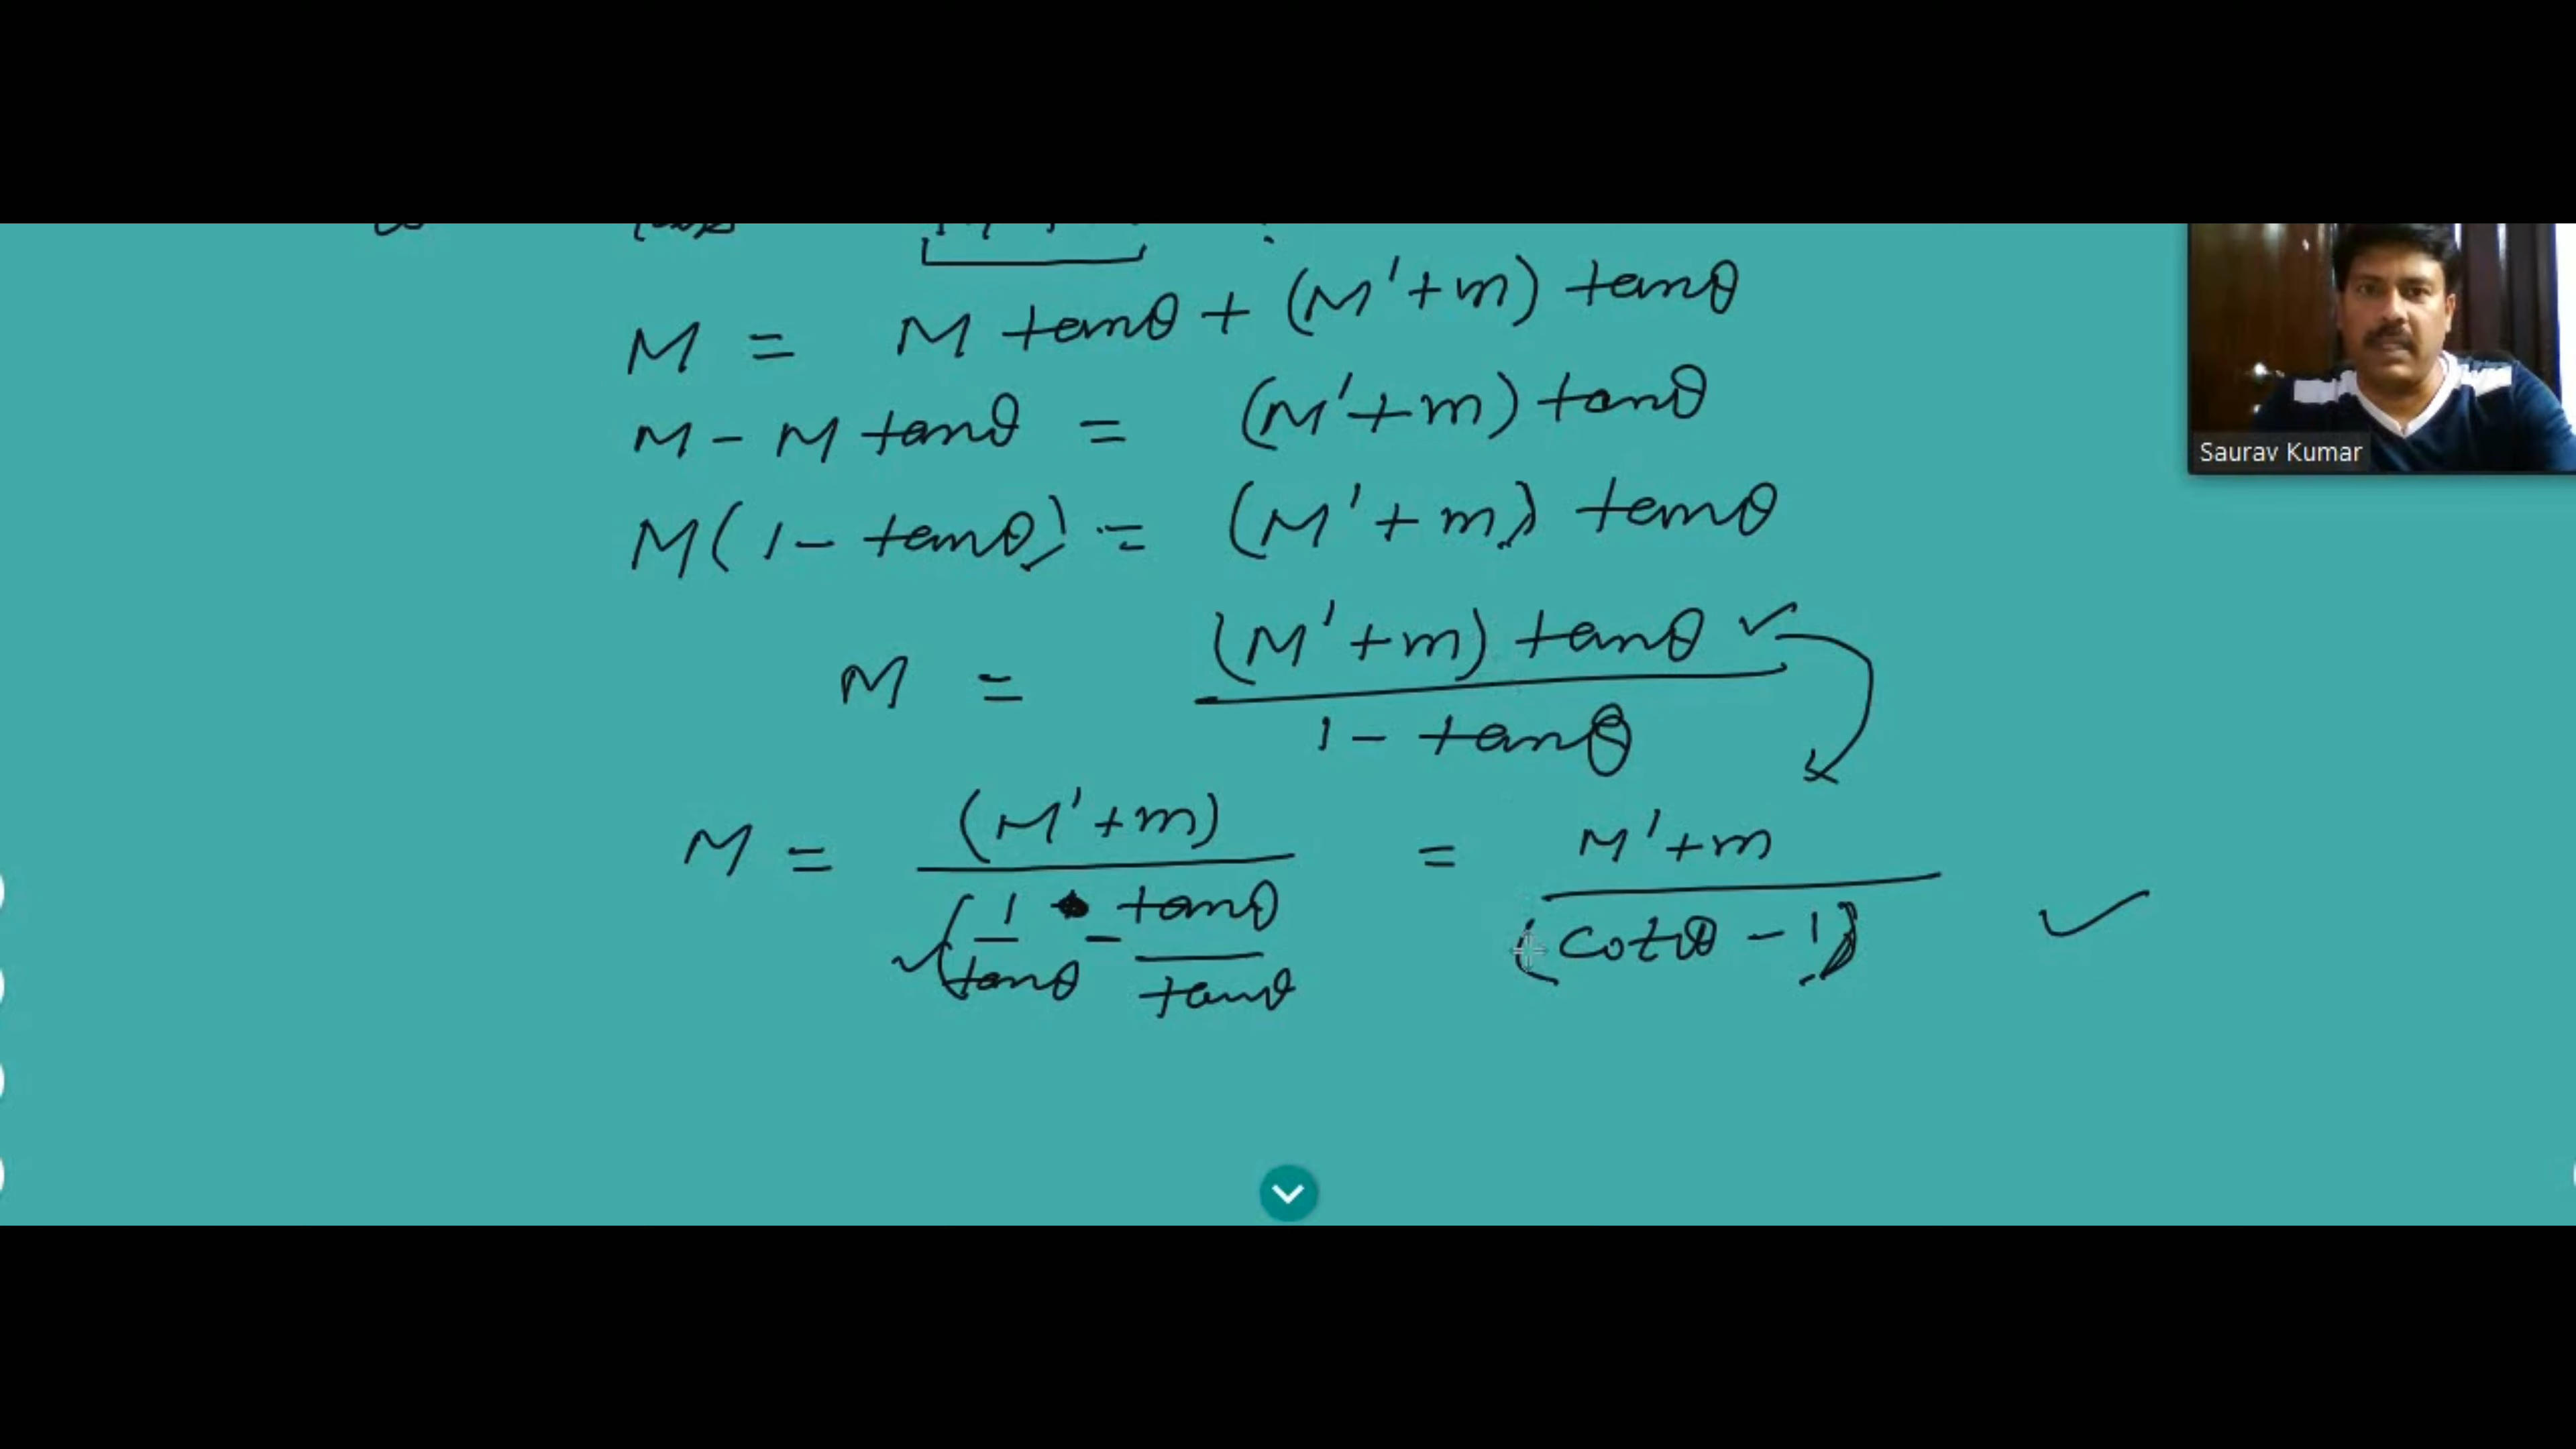 M = M tanθ + (M'+m) tanθ
Saurav Kumar
M - M tanθ = (M'+m) tanθ
M(1 - tanθ) = (M'+m) tanθ
M = (M'+m) tanθ / 1 - tanθ
M = (M'+m) / (1/tanθ - tanθ/tanθ) = M'+m / (cotθ - 1)